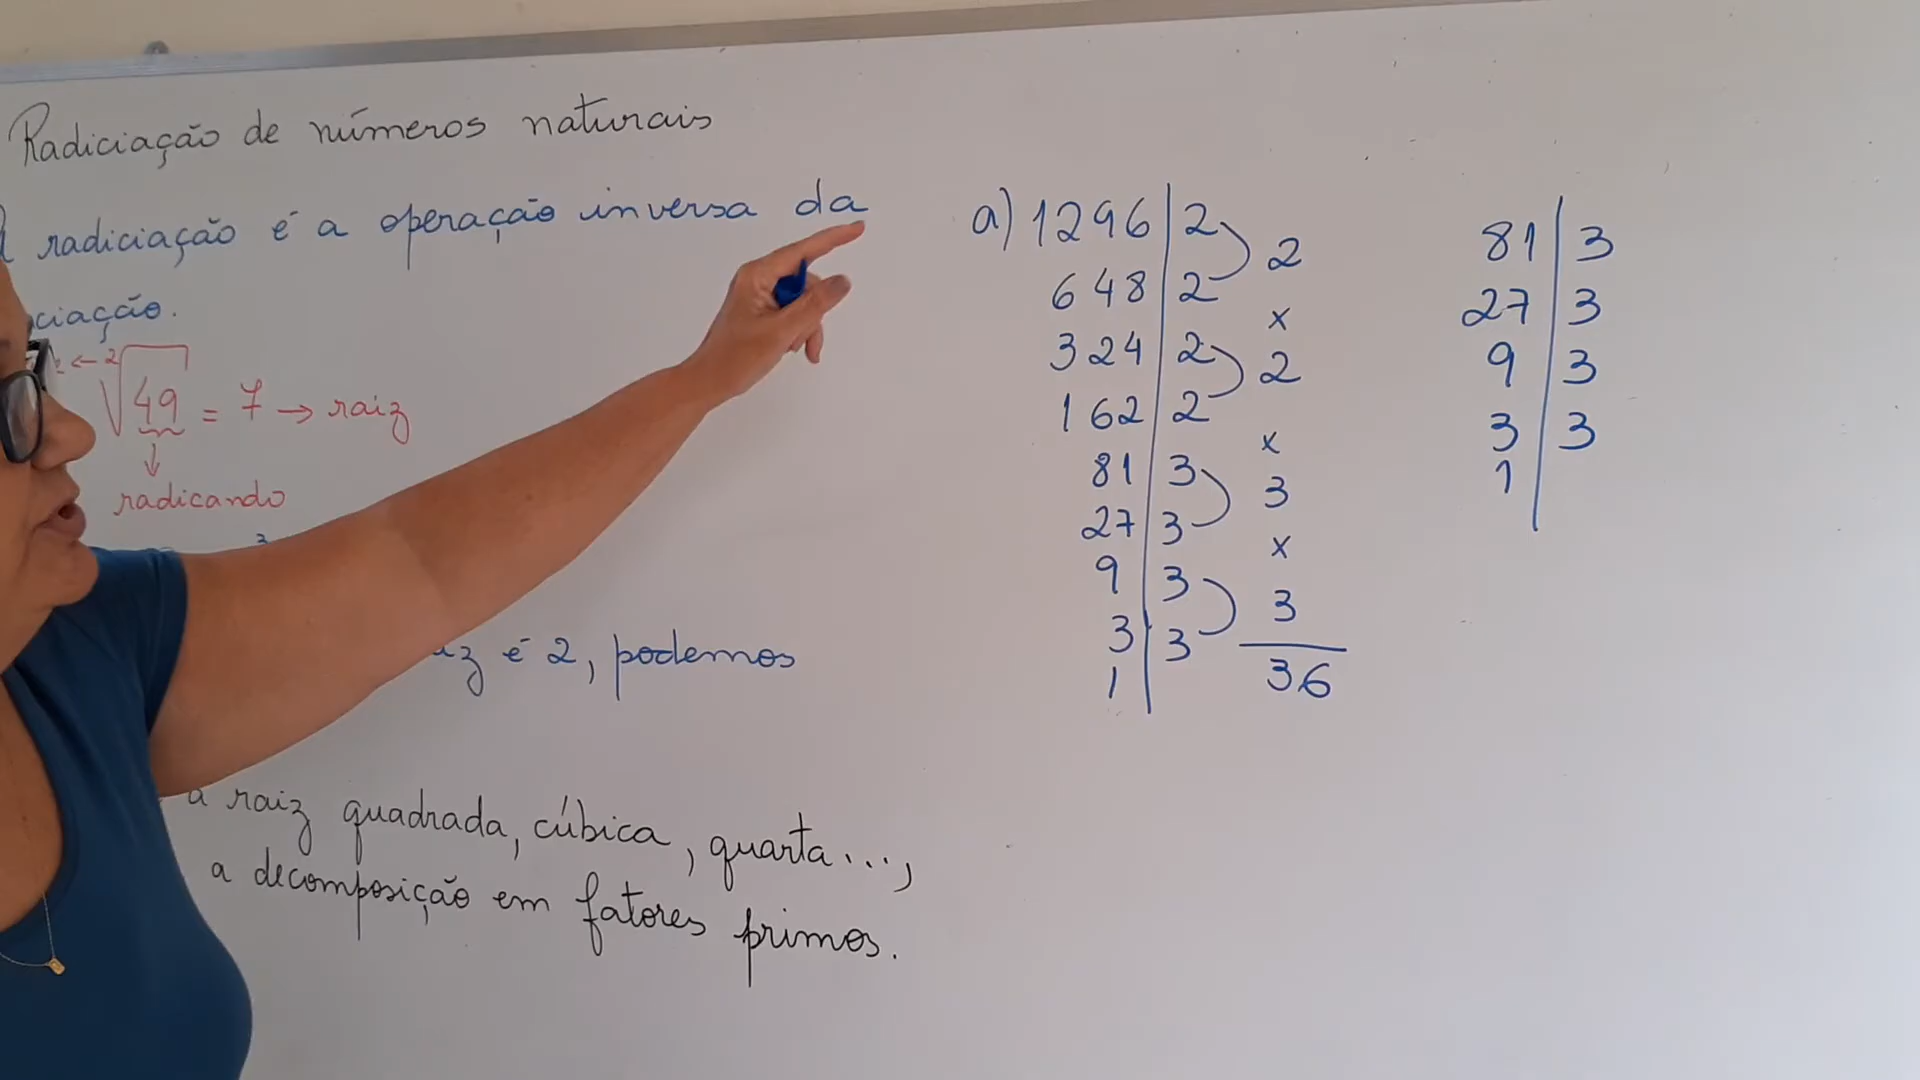 Radiciação de números naturais
radiciação é a operação inversa da
ciação.
2
√49 = 7 → raiz
↓
radicando
3
z é 2, podemos
a raiz quadrada, cúbica, quarta...,
a decomposição em fatores primos.
a) 1296 | 2
648 | 2
324 | 2
162 | 2
81 | 3
27 | 3
9 | 3
3 | 3
1
2
x
2
x
3
x
3
36
81 | 3
27 | 3
9 | 3
3 | 3
1